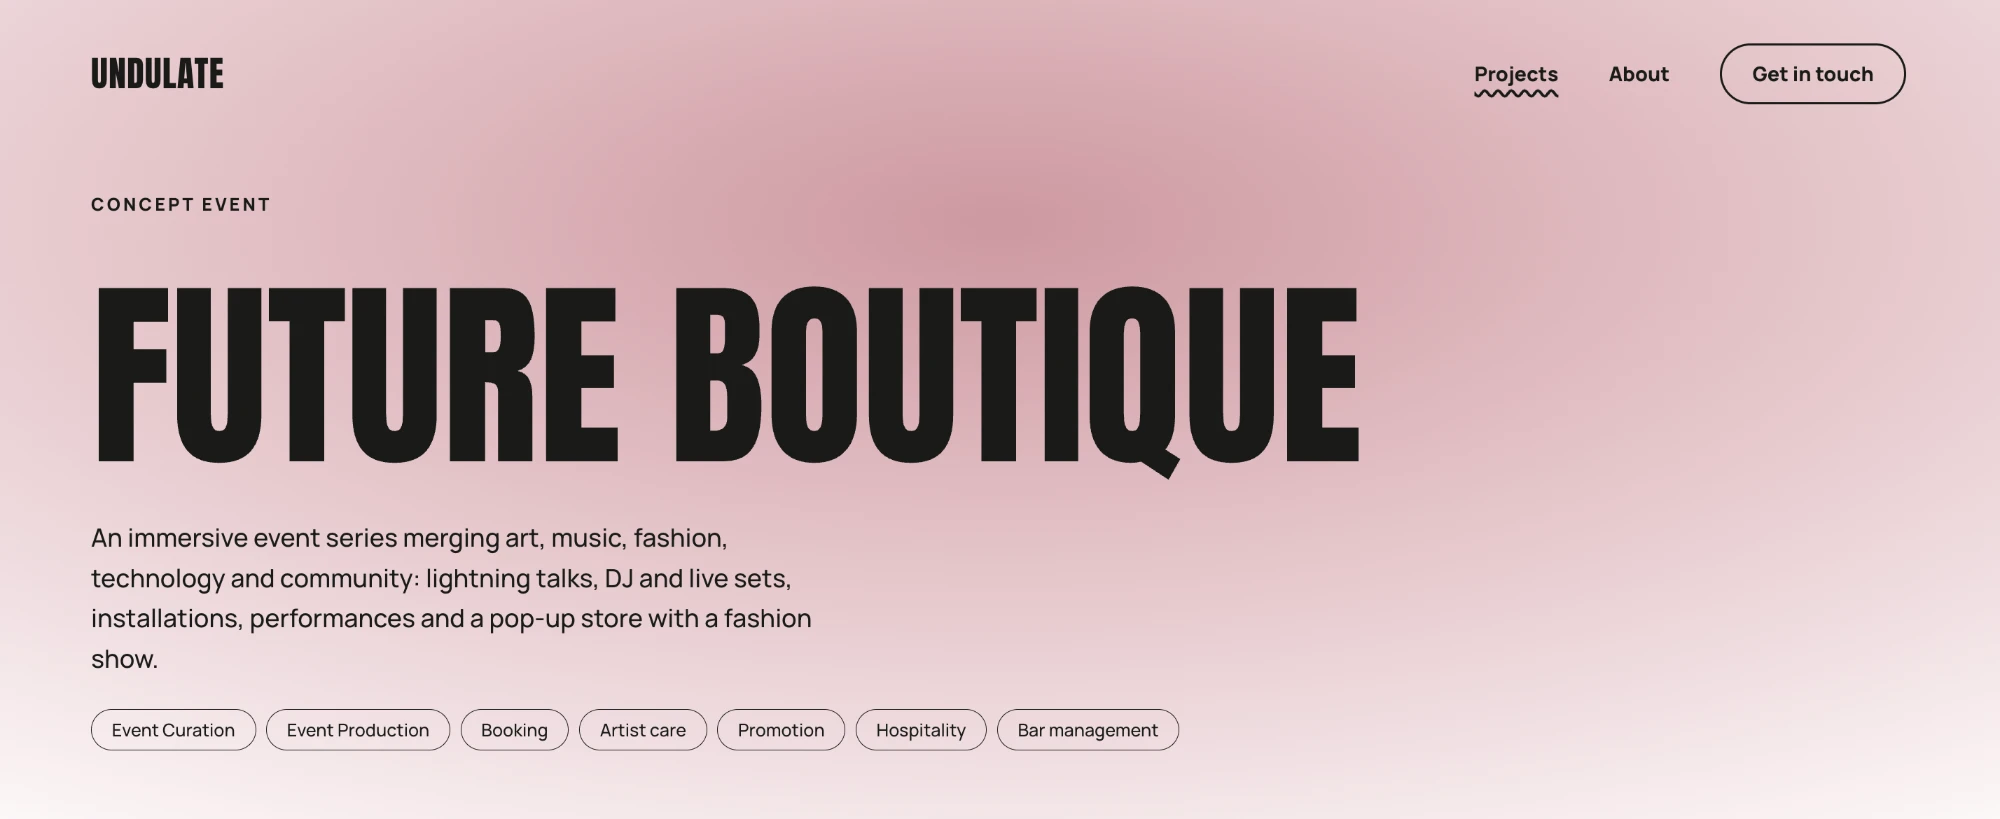 UNDULATE
Projects
About
Get in touch
CONCEPT EVENT
FUTURE BOUTIQUE
An immersive event series merging art, music, fashion,
technology and community: lightning talks, DJ and live sets,
installations, performances and a pop-up store with a fashion
show.
Event Curation
Event Production
Booking
Artist care
Promotion
Hospitality
Bar management